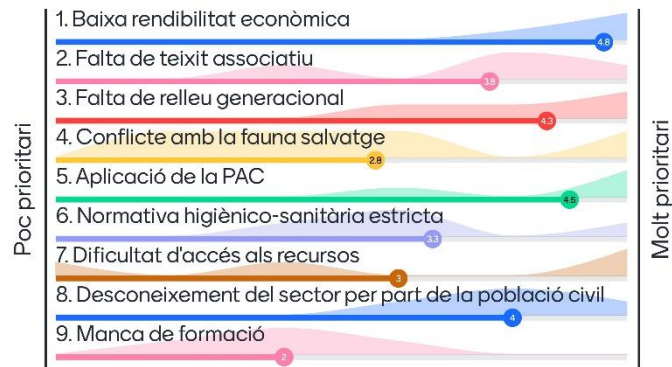 1. Baixa rendibilitat econòmica
4.8
2. Falta de teixit associatiu
3.8
3. Falta de relleu generacional
4.3
4. Conflicte amb la fauna salvatge
2.8
5. Aplicació de la PAC
4.5
6. Normativa higiènico-sanitària estricta
3.3
7. Dificultat d'accés als recursos
3
8. Desconeixement del sector per part de la població civil
4
9. Manca de formació
2
Poc prioritari
Molt prioritari